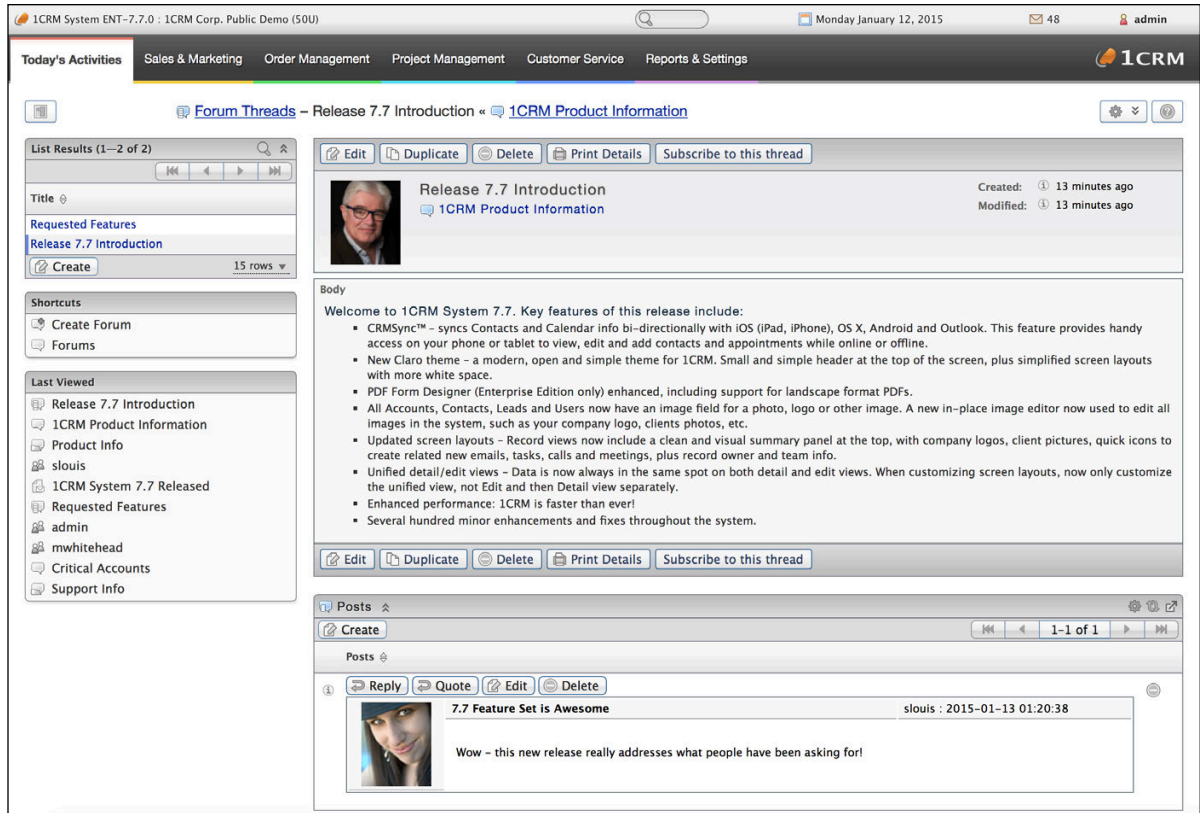 1CRM System ENT-7.7.0 : 1CRM Corp. Public Demo (50U)
Monday January 12, 2015
48
admin
Today's Activities
Sales & Marketing
Order Management
Project Management
Customer Service
Reports & Settings
1CRM
Forum Threads – Release 7.7 Introduction « 1CRM Product Information
List Results (1—2 of 2)
Title
Requested Features
Release 7.7 Introduction
Create
15 rows
Shortcuts
Create Forum
Forums
Last Viewed
Release 7.7 Introduction
1CRM Product Information
Product Info
slouis
1CRM System 7.7 Released
Requested Features
admin
mwhitehead
Critical Accounts
Support Info
Edit
Duplicate
Delete
Print Details
Subscribe to this thread
Release 7.7 Introduction
1CRM Product Information
Created: 13 minutes ago
Modified: 13 minutes ago
Body
Welcome to 1CRM System 7.7. Key features of this release include:
▪ CRMSync™ – syncs Contacts and Calendar info bi-directionally with iOS (iPad, iPhone), OS X, Android and Outlook. This feature provides handy
access on your phone or tablet to view, edit and add contacts and appointments while online or offline.
▪ New Claro theme – a modern, open and simple theme for 1CRM. Small and simple header at the top of the screen, plus simplified screen layouts
with more white space.
▪ PDF Form Designer (Enterprise Edition only) enhanced, including support for landscape format PDFs.
▪ All Accounts, Contacts, Leads and Users now have an image field for a photo, logo or other image. A new in-place image editor now used to edit all
images in the system, such as your company logo, clients photos, etc.
▪ Updated screen layouts – Record views now include a clean and visual summary panel at the top, with company logos, client pictures, quick icons to
create related new emails, tasks, calls and meetings, plus record owner and team info.
▪ Unified detail/edit views – Data is now always in the same spot on both detail and edit views. When customizing screen layouts, now only customize
the unified view, not Edit and then Detail view separately.
▪ Enhanced performance: 1CRM is faster than ever!
▪ Several hundred minor enhancements and fixes throughout the system.
Edit
Duplicate
Delete
Print Details
Subscribe to this thread
Posts
Create
1-1 of 1
Posts
Reply
Quote
Edit
Delete
7.7 Feature Set is Awesome
slouis : 2015-01-13 01:20:38
Wow – this new release really addresses what people have been asking for!